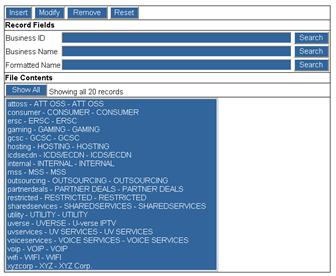 Insert Modify Remove Reset
Record Fields
Business ID Search
Business Name Search
Formatted Name Search
File Contents
Show All Showing all 20 records
attoss - ATT OSS - ATT OSS
consumer - CONSUMER - CONSUMER
ersc - ERSC - ERSC
gaming - GAMING - GAMING
gcsc - GCSC - GCSC
hosting - HOSTING - HOSTING
icdsecdn - ICDS/ECDN - ICDS/ECDN
internal - INTERNAL - INTERNAL
mss - MSS - MSS
outsourcing - OUTSOURCING - OUTSOURCING
partnerdeals - PARTNER DEALS - PARTNER DEALS
restricted - RESTRICTED - RESTRICTED
sharedservices - SHAREDSERVICES - SHAREDSERVICES
utility - UTILITY - UTILITY
uverse - UVERSE - U-verse IPTV
uvservices - UV SERVICES - UV SERVICES
voiceservices - VOICE SERVICES - VOICE SERVICES
voip - VOIP - VOIP
wifi - WIFI - WIFI
xyzcorp - XYZ - XYZ Corp.